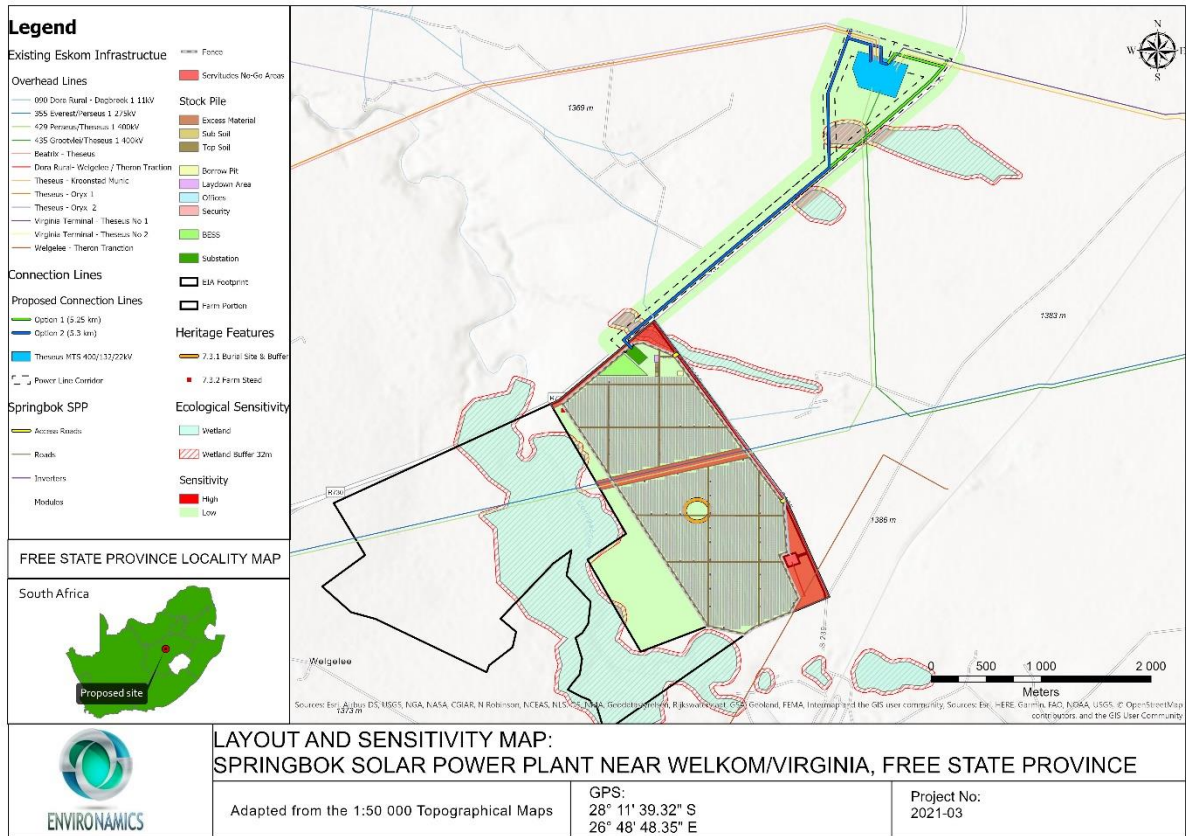 Legend
Existing Eskom Infrastructue
Overhead Lines
090 Dora Rural - Dagbreek 1 11kV
355 Everest/Perseus 1 275kV
429 Perseus/Theseus 1 400kV
435 Grootvlei/Theseus 1 400kV
Beatrix - Theseus
Dora Rural- Welgelee / Theron Traction
Theseus - Kroonstad Munic
Theseus - Oryx 1
Theseus - Oryx 2
Virginia Terminal - Theseus No 1
Virginia Terminal - Theseus No 2
Welgelee - Theron Tranction
Connection Lines
Proposed Connection Lines
Option 1 (5.25 km)
Option 2 (5.3 km)
Theseus MTS 400/132/22kV
Power Line Corridor
Springbok SPP
Access Roads
Roads
Inverters
Modules
Fence
Servitudes No-Go Areas
Stock Pile
Excess Material
Sub Soil
Top Soil
Borrow Pit
Laydown Area
Offices
Security
BESS
Substation
EIA Footprint
Farm Portion
Heritage Features
7.3.1 Burial Site & Buffer
7.3.2 Farm Stead
Ecological Sensitivity
Wetland
Wetland Buffer 32m
Sensitivity
High
Low
FREE STATE PROVINCE LOCALITY MAP
South Africa
Proposed site
N
W
E
S
1369 m
1383 m
1386 m
R730
Welgelee
1373 m
0 500 1 000 2 000
Meters
contributors, and the GIS User Community
ENVIRONAMICS
LAYOUT AND SENSITIVITY MAP:
SPRINGBOK SOLAR POWER PLANT NEAR WELKOM/VIRGINIA, FREE STATE PROVINCE
Adapted from the 1:50 000 Topographical Maps
GPS:
28° 11' 39.32" S
26° 48' 48.35" E
Project No:
2021-03